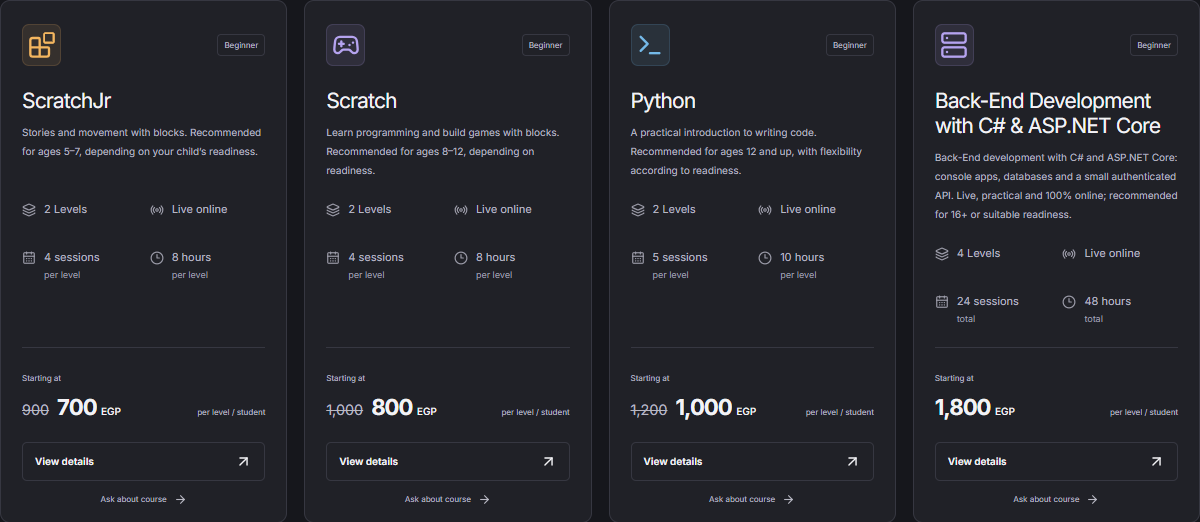 Beginner
ScratchJr
Stories and movement with blocks. Recommended
for ages 5–7, depending on your child's readiness.
2 Levels
Live online
4 sessions
per level
8 hours
per level
Starting at
900 700 EGP
per level / student
View details
Ask about course
Beginner
Scratch
Learn programming and build games with blocks.
Recommended for ages 8–12, depending on
readiness.
2 Levels
Live online
4 sessions
per level
8 hours
per level
Starting at
1,000 800 EGP
per level / student
View details
Ask about course
Beginner
Python
A practical introduction to writing code.
Recommended for ages 12 and up, with flexibility
according to readiness.
2 Levels
Live online
5 sessions
per level
10 hours
per level
Starting at
1,200 1,000 EGP
per level / student
View details
Ask about course
Beginner
Back-End Development
with C# & ASP.NET Core
Back-End development with C# and ASP.NET Core:
console apps, databases and a small authenticated
API. Live, practical and 100% online; recommended
for 16+ or suitable readiness.
4 Levels
Live online
24 sessions
total
48 hours
total
Starting at
1,800 EGP
per level / student
View details
Ask about course